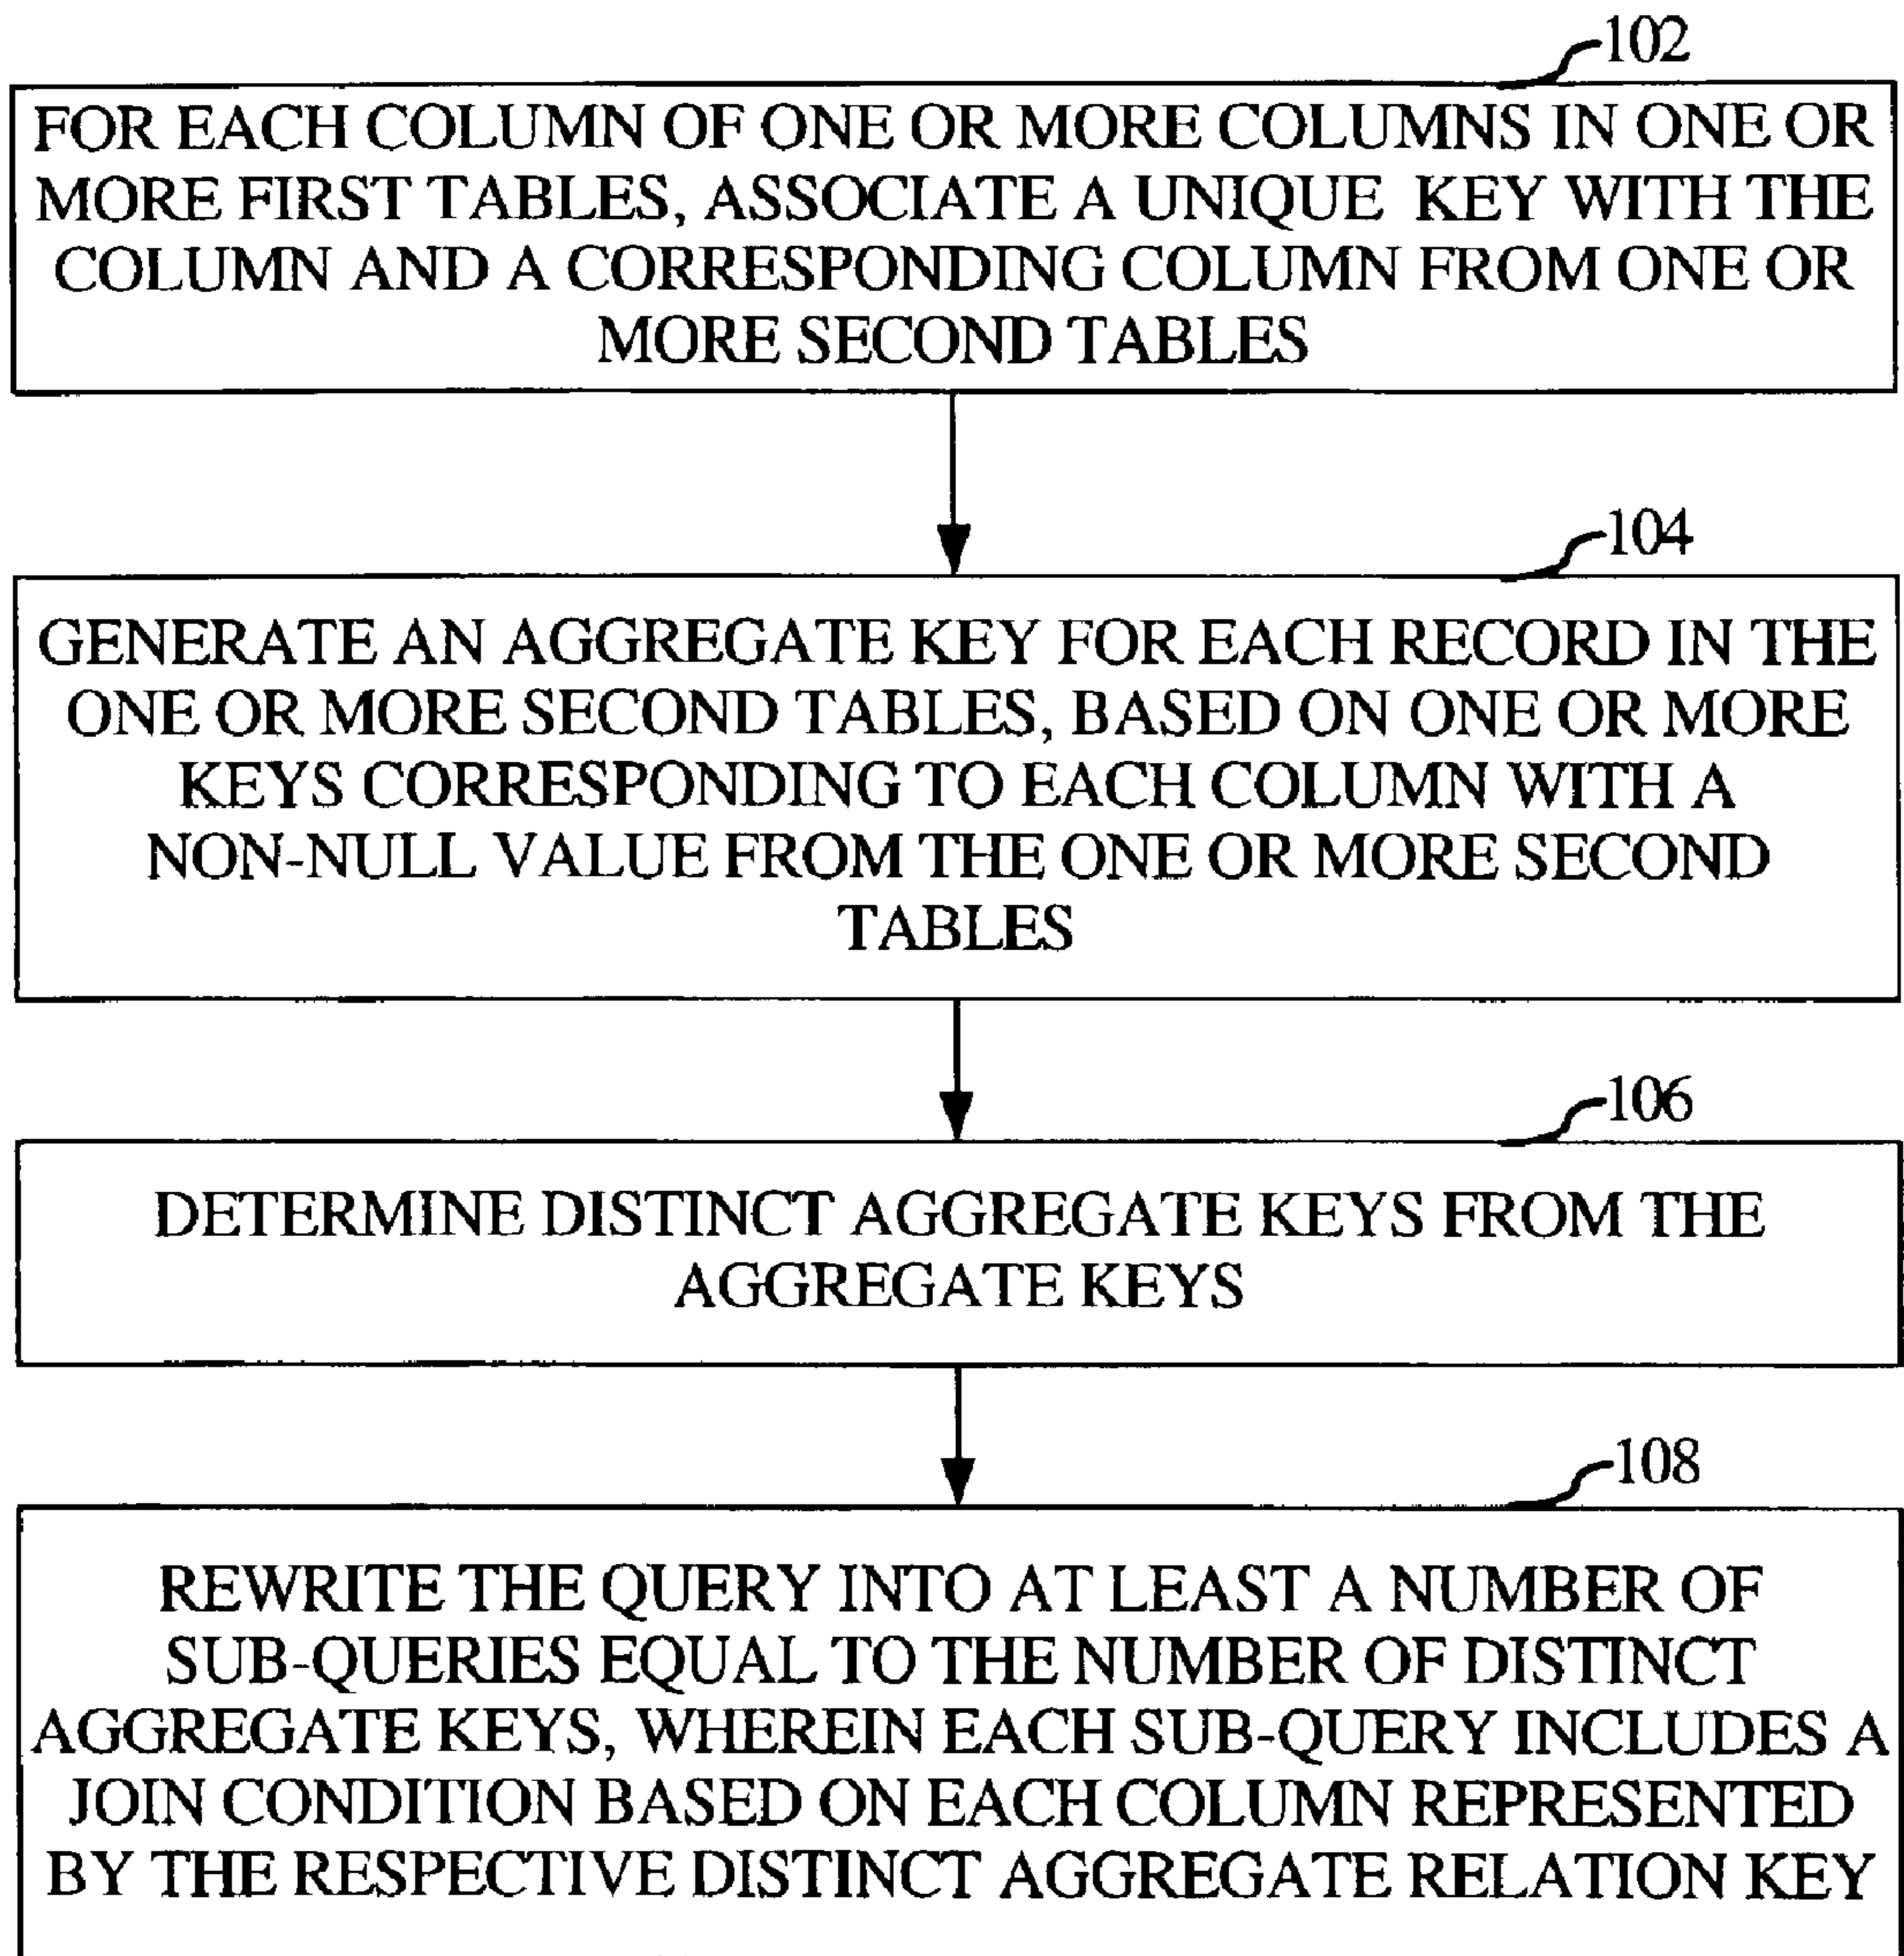 102
FOR EACH COLUMN OF ONE OR MORE COLUMNS IN ONE OR
MORE FIRST TABLES, ASSOCIATE A UNIQUE KEY WITH THE
COLUMN AND A CORRESPONDING COLUMN FROM ONE OR
MORE SECOND TABLES
104
GENERATE AN AGGREGATE KEY FOR EACH RECORD IN THE
ONE OR MORE SECOND TABLES, BASED ON ONE OR MORE
KEYS CORRESPONDING TO EACH COLUMN WITH A
NON-NULL VALUE FROM THE ONE OR MORE SECOND
TABLES
106
DETERMINE DISTINCT AGGREGATE KEYS FROM THE
AGGREGATE KEYS
108
REWRITE THE QUERY INTO AT LEAST A NUMBER OF
SUB-QUERIES EQUAL TO THE NUMBER OF DISTINCT
AGGREGATE KEYS, WHEREIN EACH SUB-QUERY INCLUDES A
JOIN CONDITION BASED ON EACH COLUMN REPRESENTED
BY THE RESPECTIVE DISTINCT AGGREGATE RELATION KEY